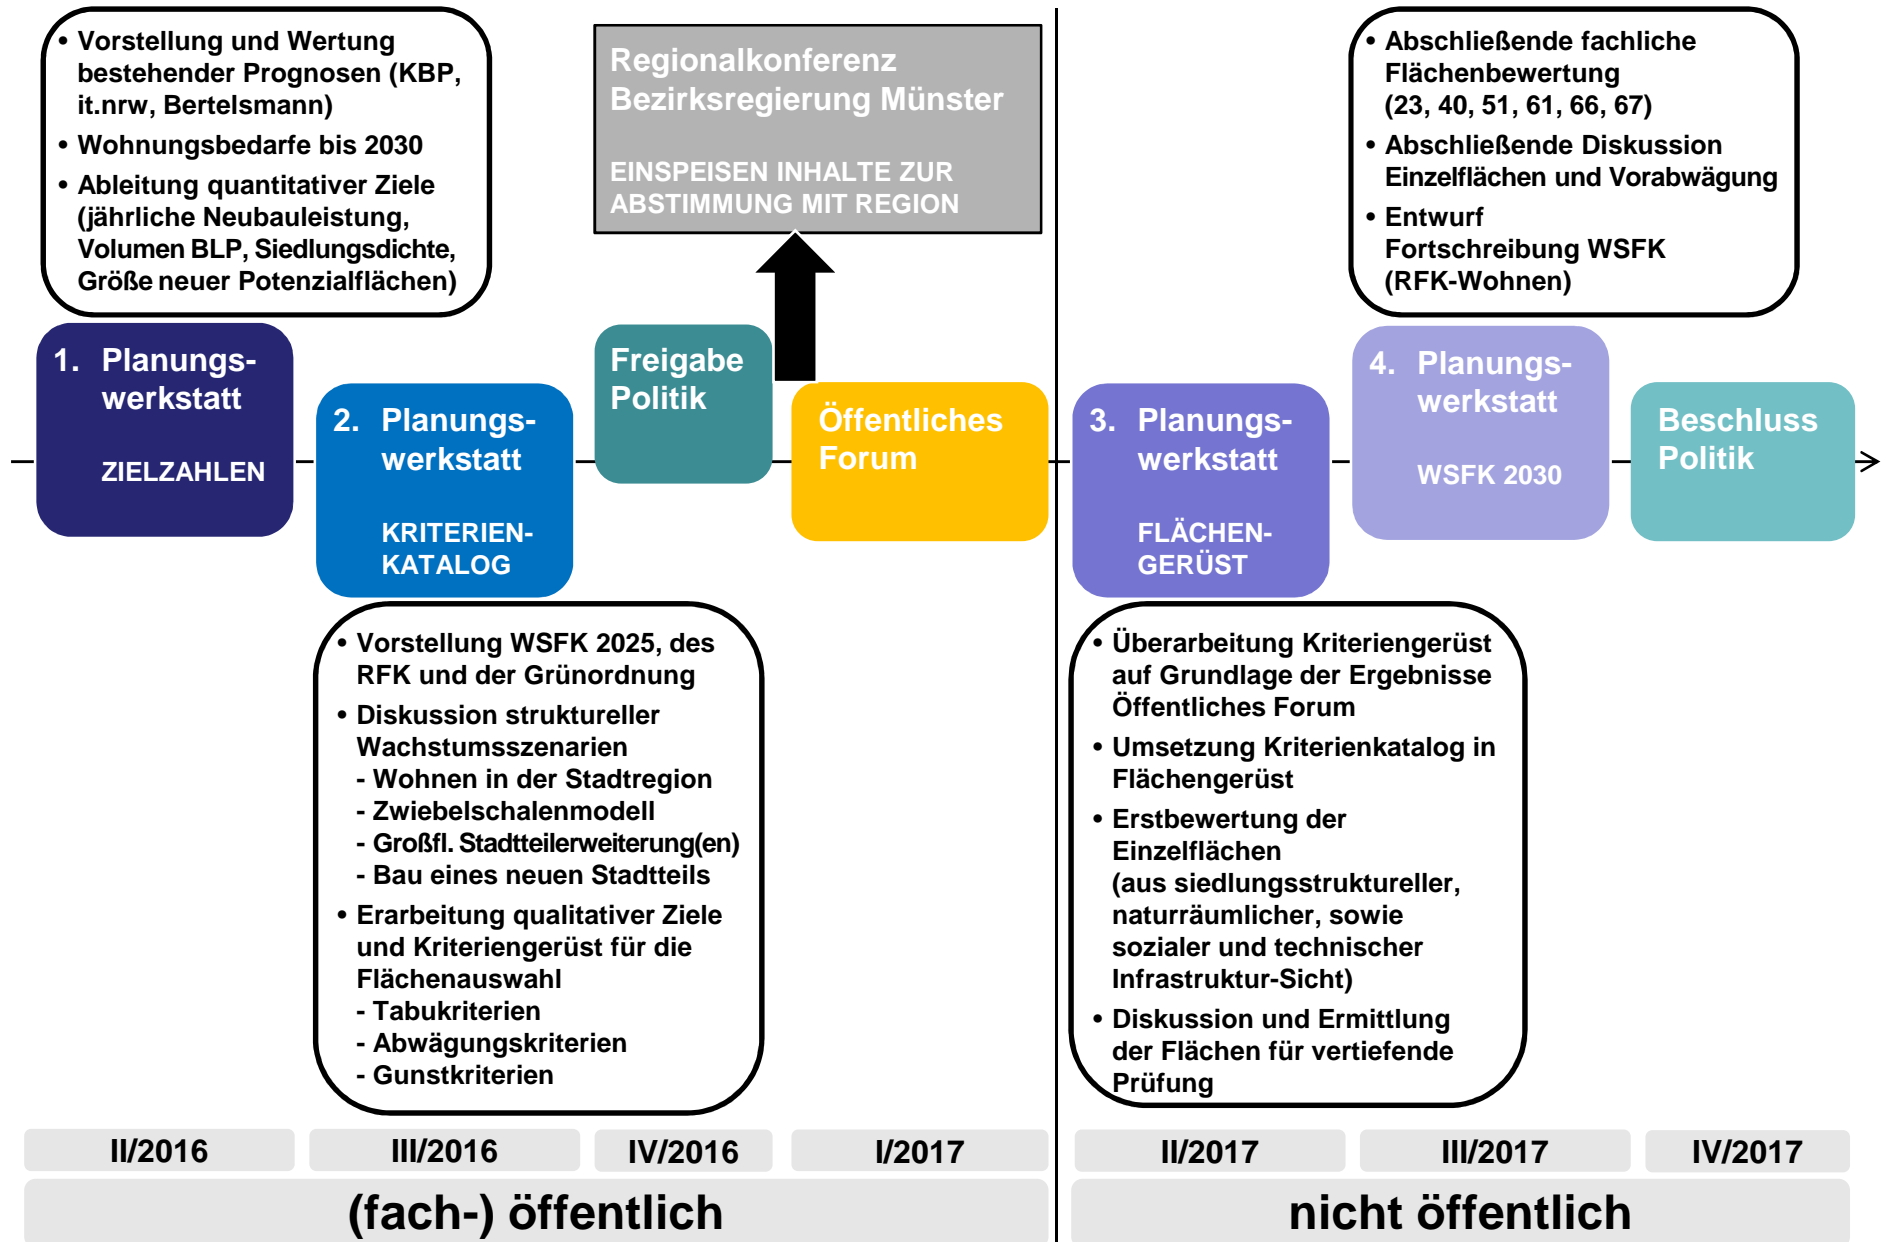 • Vorstellung und Wertung
bestehender Prognosen (KBP,
it.nrw, Bertelsmann)
• Wohnungsbedarfe bis 2030
• Ableitung quantitativer Ziele
(jährliche Neubauleistung,
Volumen BLP, Siedlungsdichte,
Größe neuer Potenzialflächen)
Regionalkonferenz
Bezirksregierung Münster
EINSPEISEN INHALTE ZUR
ABSTIMMUNG MIT REGION
• Abschließende fachliche
Flächenbewertung
(23, 40, 51, 61, 66, 67)
• Abschließende Diskussion
Einzelflächen und Vorabwägung
• Entwurf
Fortschreibung WSFK
(RFK-Wohnen)
1. Planungs-
werkstatt
ZIELZAHLEN
2. Planungs-
werkstatt
KRITERIEN-
KATALOG
Freigabe
Politik
Öffentliches
Forum
3. Planungs-
werkstatt
FLÄCHEN-
GERÜST
4. Planungs-
werkstatt
WSFK 2030
Beschluss
Politik
• Vorstellung WSFK 2025, des
RFK und der Grünordnung
• Diskussion struktureller
Wachstumsszenarien
- Wohnen in der Stadtregion
- Zwiebelschalenmodell
- Großfl. Stadtteilerweiterung(en)
- Bau eines neuen Stadtteils
• Erarbeitung qualitativer Ziele
und Kriteriengerüst für die
Flächenauswahl
- Tabukriterien
- Abwägungskriterien
- Gunstkriterien
• Überarbeitung Kriteriengerüst
auf Grundlage der Ergebnisse
Öffentliches Forum
• Umsetzung Kriterienkatalog in
Flächengerüst
• Erstbewertung der
Einzelflächen
(aus siedlungsstruktureller,
naturräumlicher, sowie
sozialer und technischer
Infrastruktur-Sicht)
• Diskussion und Ermittlung
der Flächen für vertiefende
Prüfung
II/2016
III/2016
IV/2016
I/2017
II/2017
III/2017
IV/2017
(fach-) öffentlich
nicht öffentlich